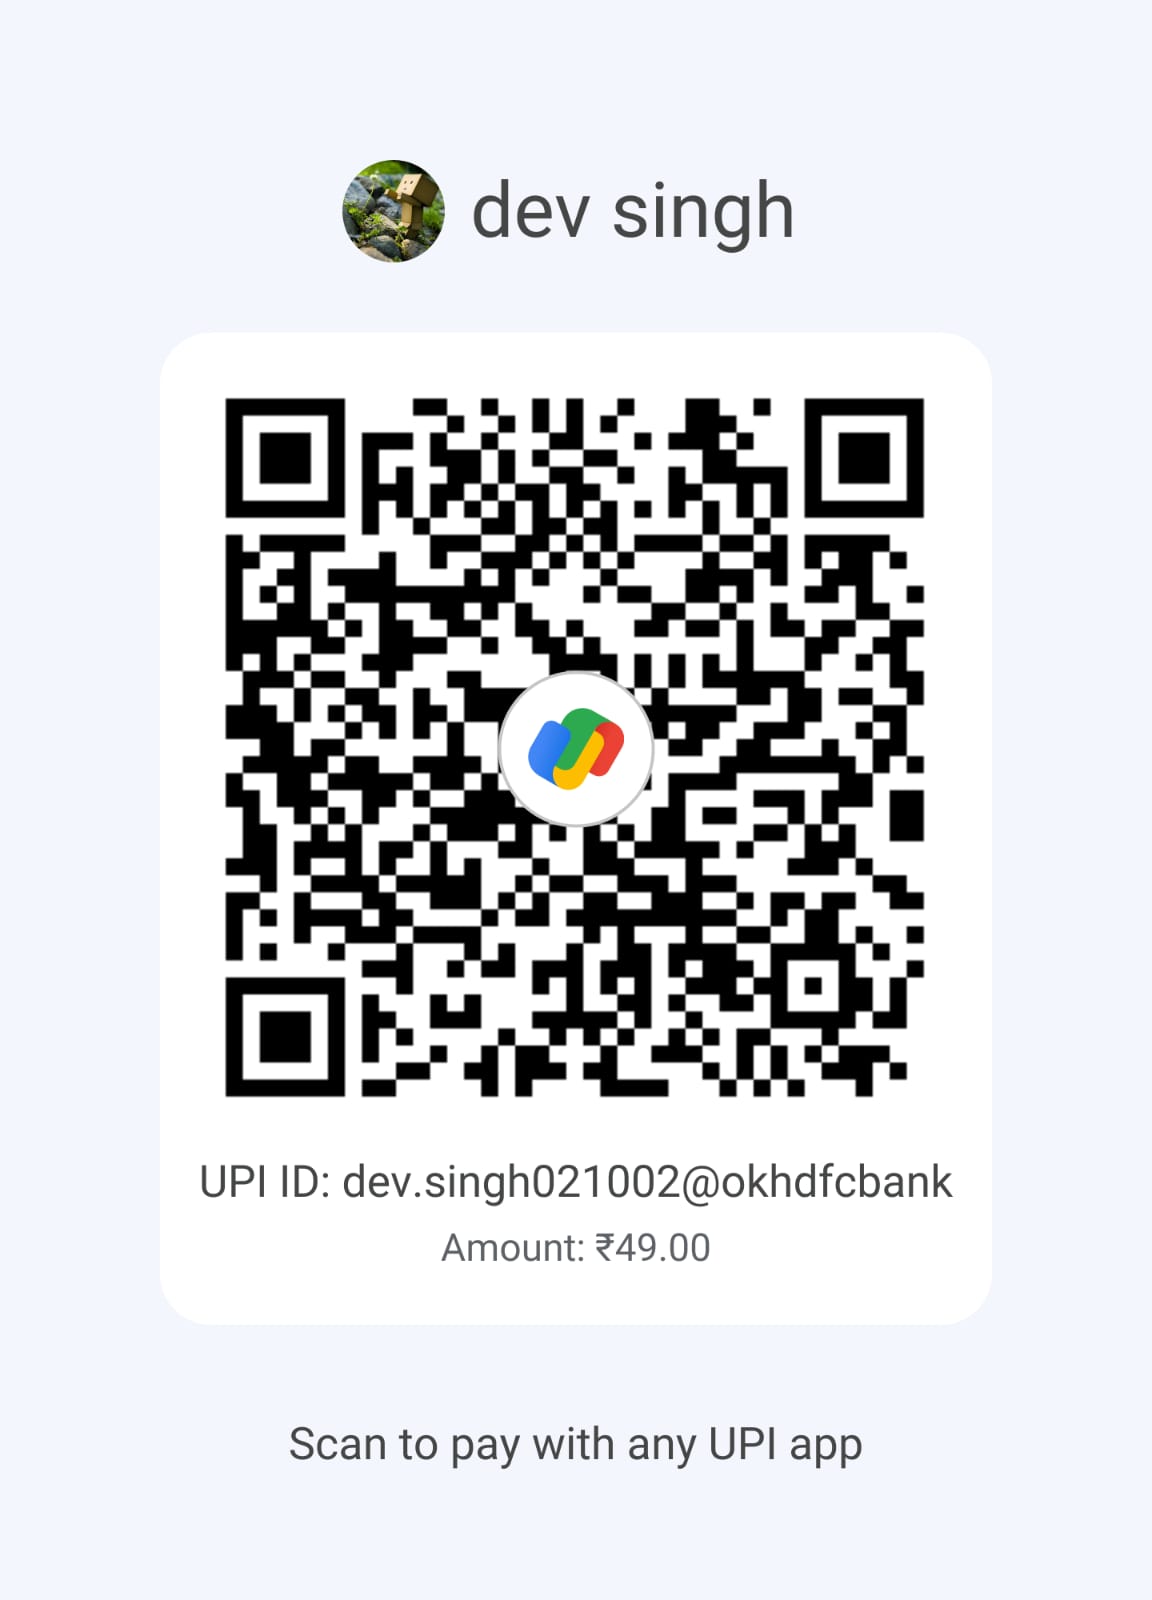 dev singh
UPI ID: dev.singh021002@okhdfcbank
Amount: ₹49.00
Scan to pay with any UPI app